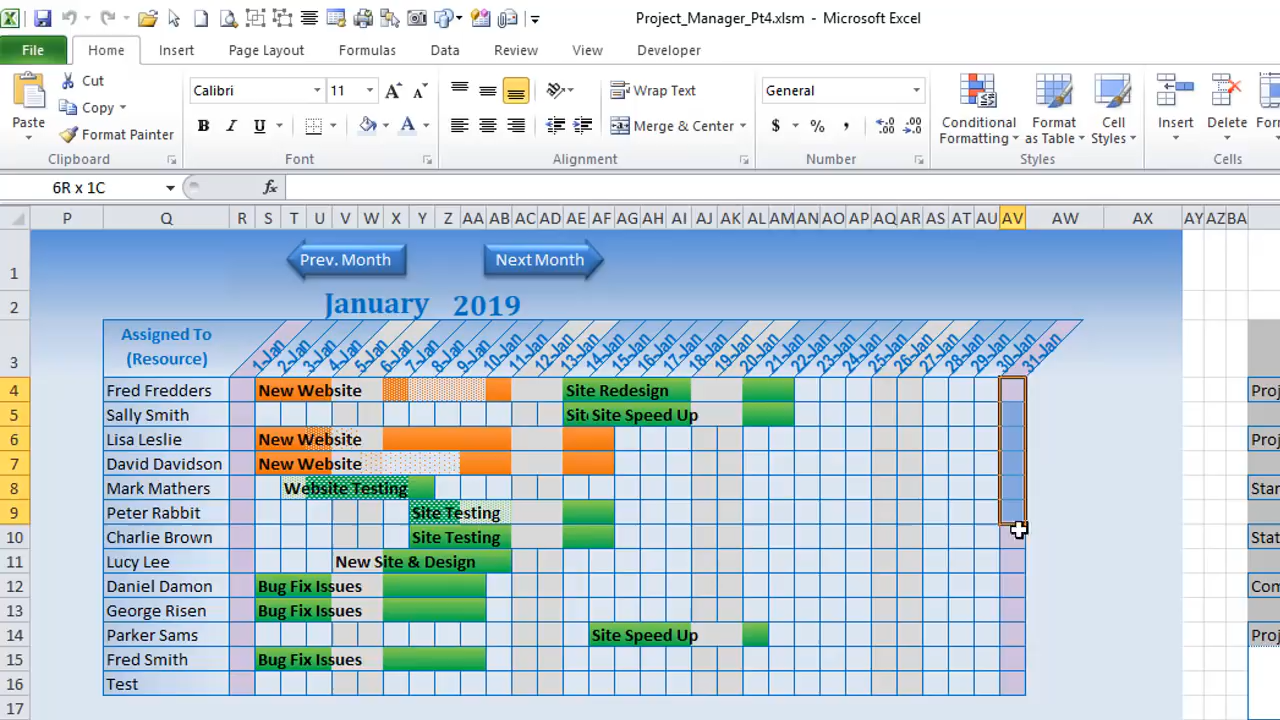 Project_Manager_Pt4.xlsm - Microsoft Excel
File Home Insert Page Layout Formulas Data Review View Developer
Paste
Cut
Copy
Format Painter
Calibri 11
B I U
Wrap Text
Merge & Center
General
$ % ,
Conditional Formatting
Format as Table
Cell Styles
Insert
Delete
Clipboard Font Alignment Number Styles Cells
6R x 1C fx
P Q R S T U V W X Y Z AA AB AC AD AE AF AG AH AI AJ AK AL AM AN AO AP AQ AR AS AT AU AV AW AX AY AZ BA
1 Prev. Month Next Month
2 January 2019
3 Assigned To (Resource) 1-Jan 2-Jan 3-Jan 4-Jan 5-Jan 6-Jan 7-Jan 8-Jan 9-Jan 10-Jan 11-Jan 12-Jan 13-Jan 14-Jan 15-Jan 16-Jan 17-Jan 18-Jan 19-Jan 20-Jan 21-Jan 22-Jan 23-Jan 24-Jan 25-Jan 26-Jan 27-Jan 28-Jan 29-Jan 30-Jan 31-Jan
4 Fred Fredders New Website Site Redesign
5 Sally Smith Sit Site Speed Up
6 Lisa Leslie New Website
7 David Davidson New Website
8 Mark Mathers Website Testing
9 Peter Rabbit Site Testing
10 Charlie Brown Site Testing
11 Lucy Lee New Site & Design
12 Daniel Damon Bug Fix Issues
13 George Risen Bug Fix Issues
14 Parker Sams Site Speed Up
15 Fred Smith Bug Fix Issues
16 Test
17